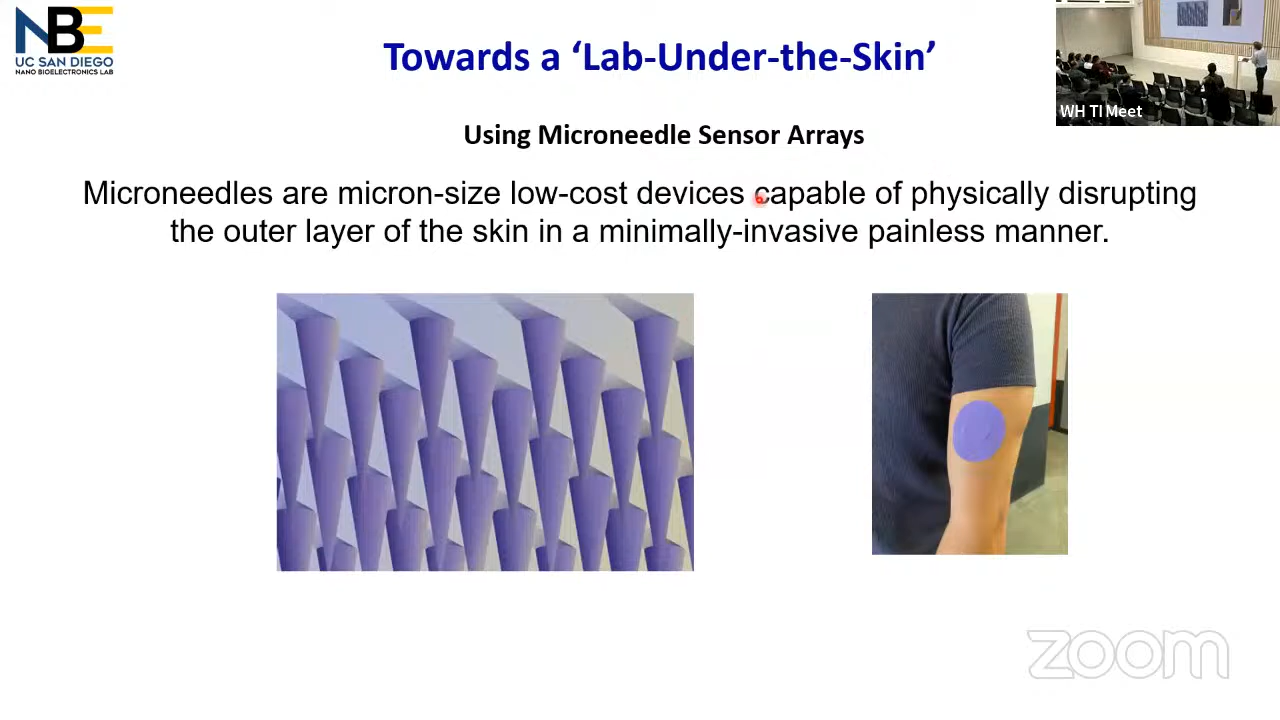 NBE
UC SAN DIEGO
NANO BIOELECTRONICS LAB
Towards a ‘Lab-Under-the-Skin’
WH TI Meet
Using Microneedle Sensor Arrays
Microneedles are micron-size low-cost devices capable of physically disrupting
the outer layer of the skin in a minimally-invasive painless manner.
zoom